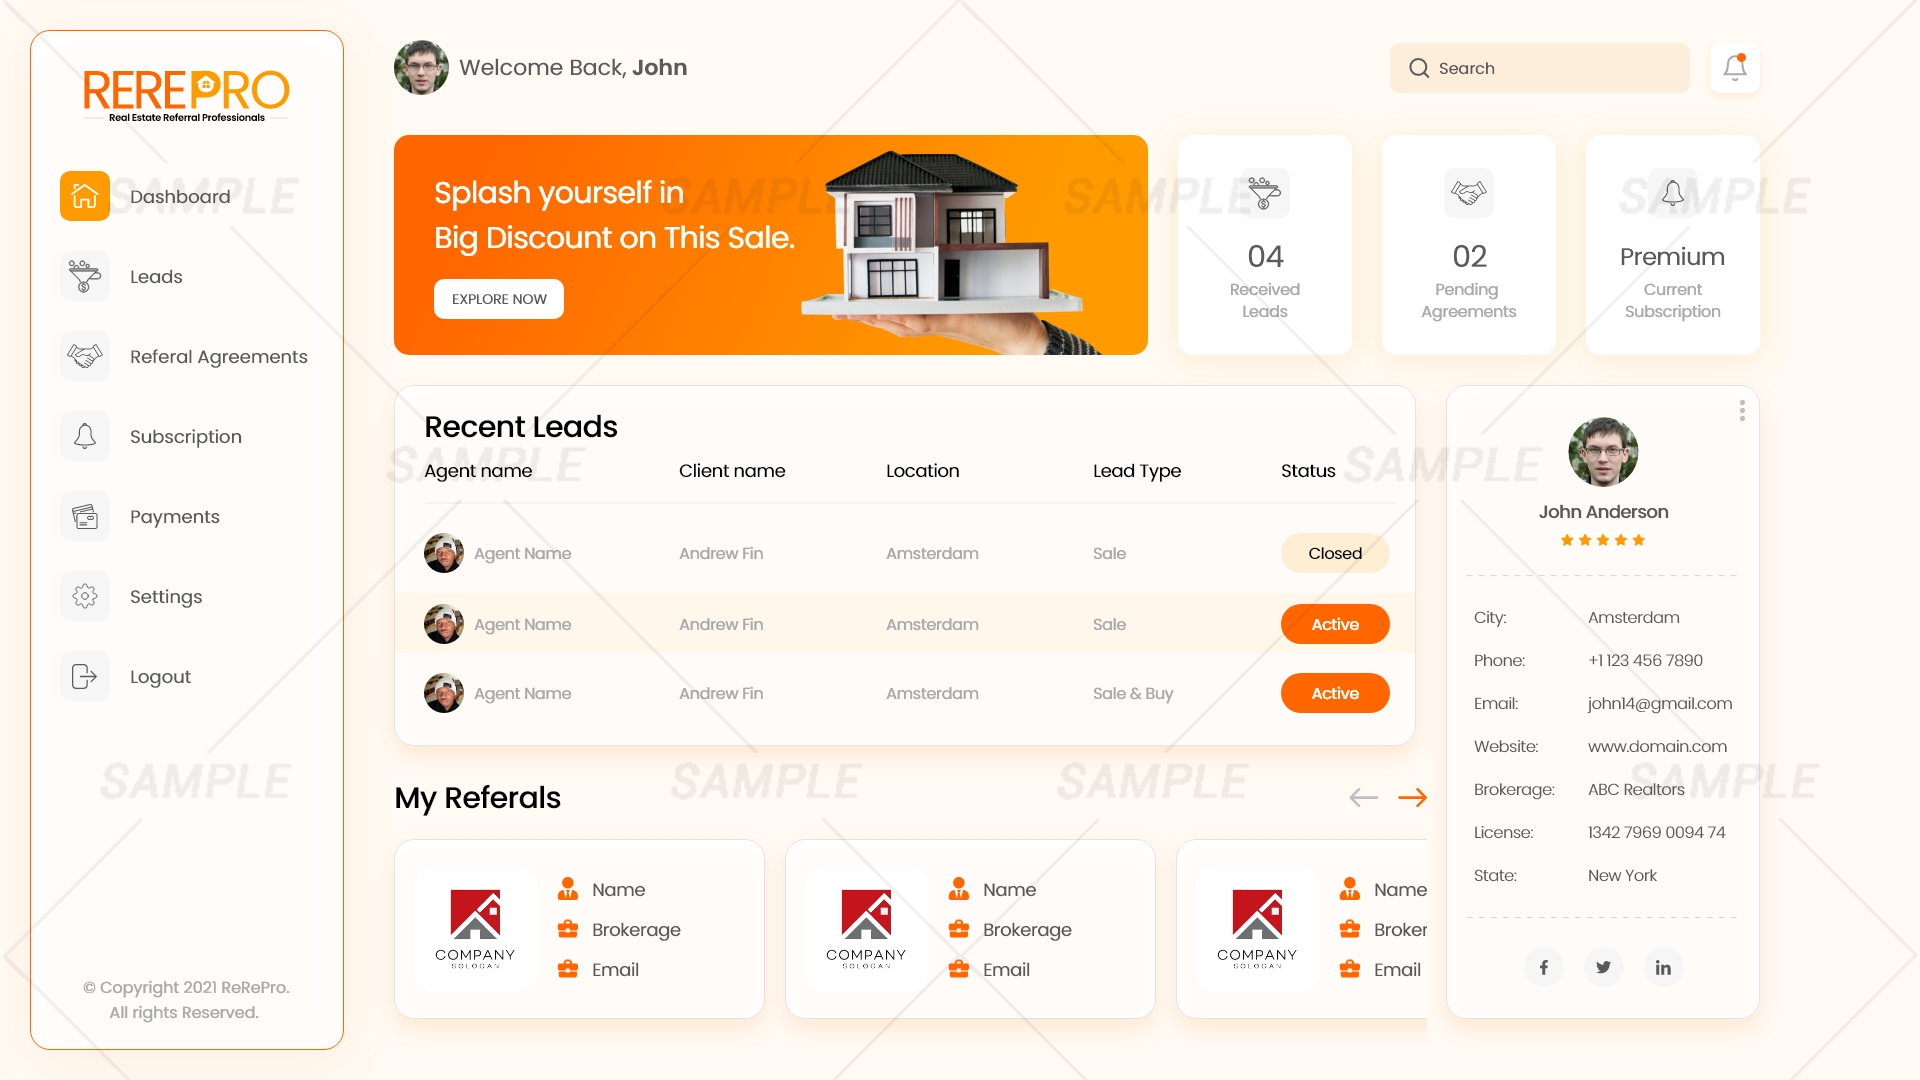 REREPRO
Real Estate Referral Professionals
Dashboard
Leads
Referal Agreements
Subscription
Payments
Settings
Logout
© Copyright 2021 ReRePro.
All rights Reserved.
Welcome Back, John
Search
Splash yourself in
Big Discount on This Sale.
EXPLORE NOW
04
Received
Leads
02
Pending
Agreements
Premium
Current
Subscription
Recent Leads
Agent name Client name Location Lead Type Status
Agent Name Andrew Fin Amsterdam Sale Closed
Agent Name Andrew Fin Amsterdam Sale Active
Agent Name Andrew Fin Amsterdam Sale & Buy Active
My Referals
COMPANY
SOLOGAN
Name
Brokerage
Email
COMPANY
SOLOGAN
Name
Brokerage
Email
COMPANY
SOLOGAN
Name
Broker
Email
John Anderson
City: Amsterdam
Phone: +1 123 456 7890
Email: john14@gmail.com
Website: www.domain.com
Brokerage: ABC Realtors
License: 1342 7969 0094 74
State: New York
SAMPLE
SAMPLE
SAMPLE
SAMPLE
SAMPLE
SAMPLE
SAMPLE
SAMPLE
SAMPLE
SAMPLE